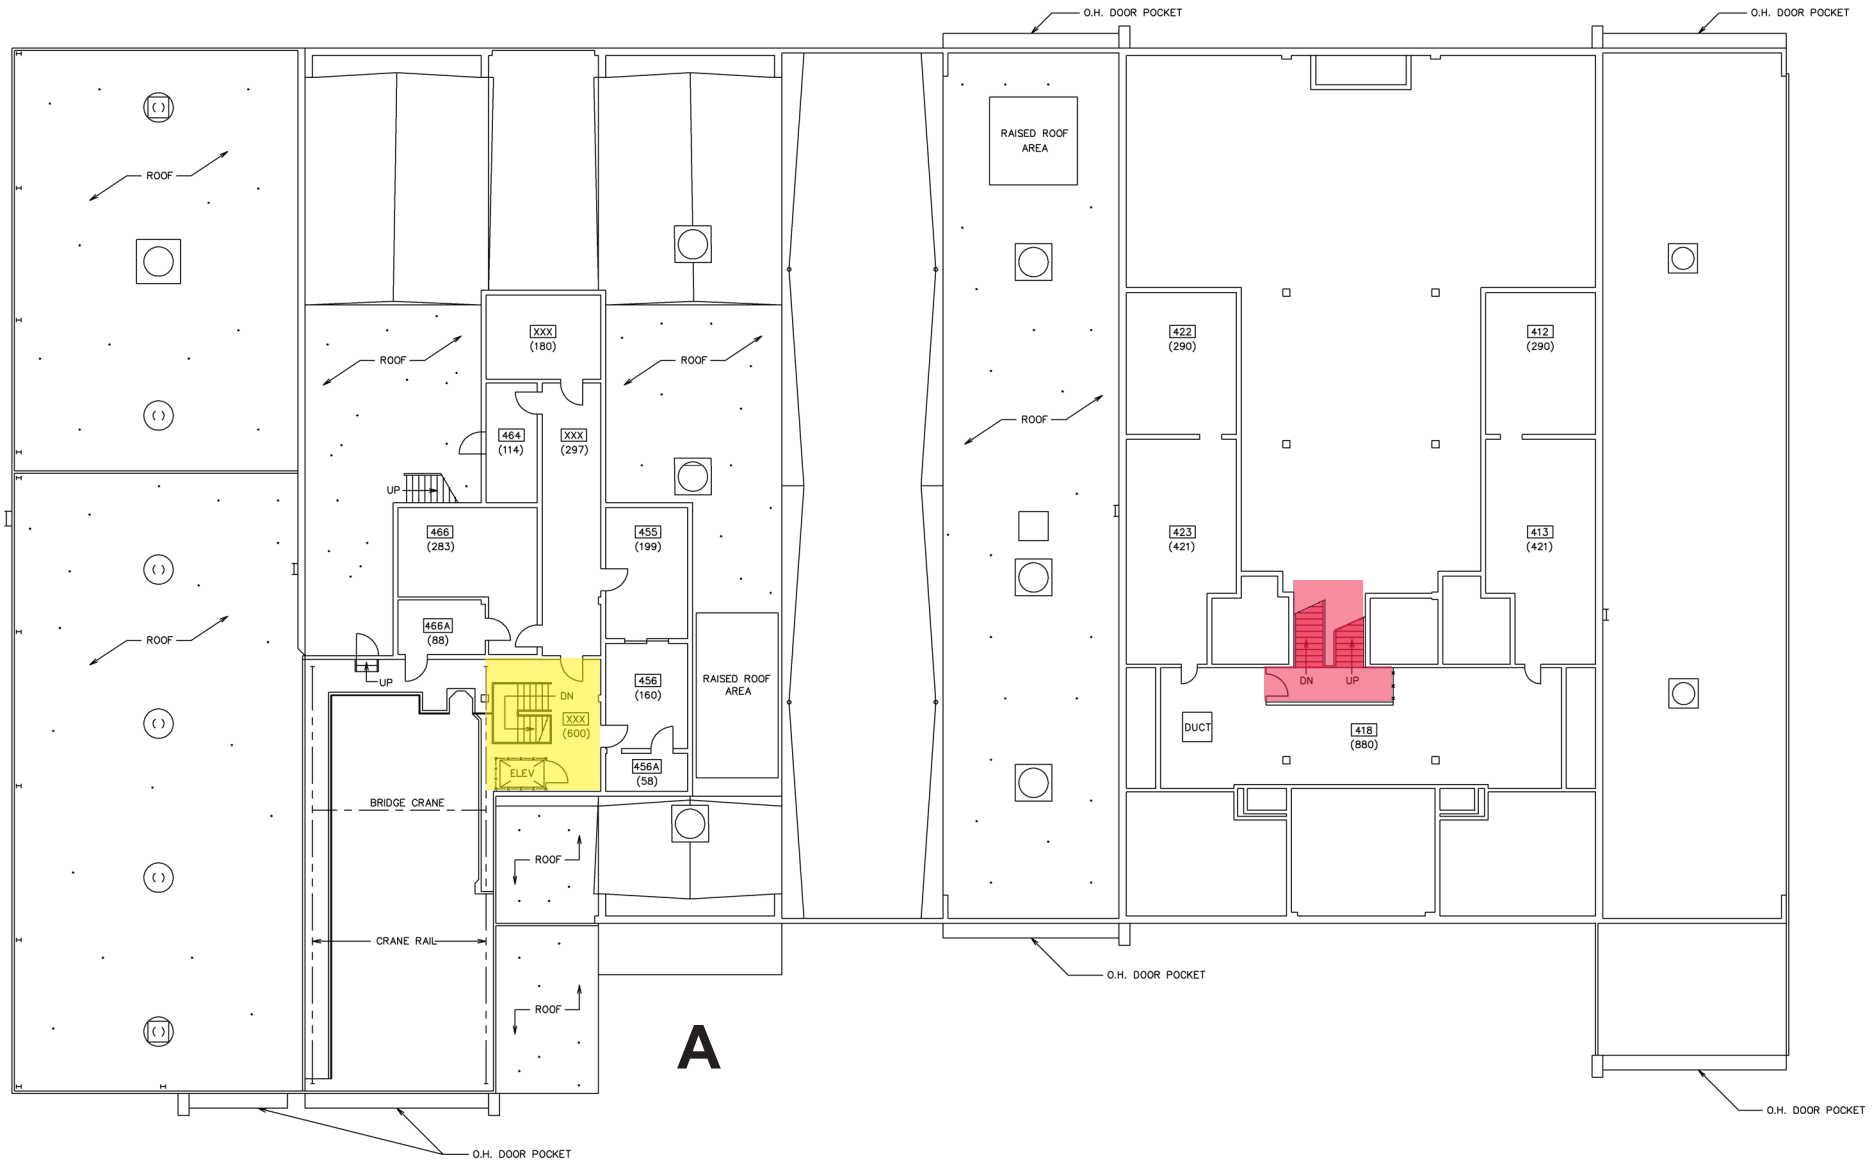 O.H. DOOR POCKET
O.H. DOOR POCKET
RAISED ROOF
AREA
ROOF
XXX
(180)
422
(290)
412
(290)
ROOF
ROOF
ROOF
464
(114)
XXX
(297)
UP
466
(283)
455
(199)
423
(421)
413
(421)
466A
(88)
ROOF
UP
DN
456
(160)
RAISED ROOF
AREA
DN
UP
XXX
(600)
DUCT
418
(880)
ELEV
456A
(58)
BRIDGE CRANE
ROOF
CRANE RAIL
O.H. DOOR POCKET
ROOF
A
O.H. DOOR POCKET
O.H. DOOR POCKET